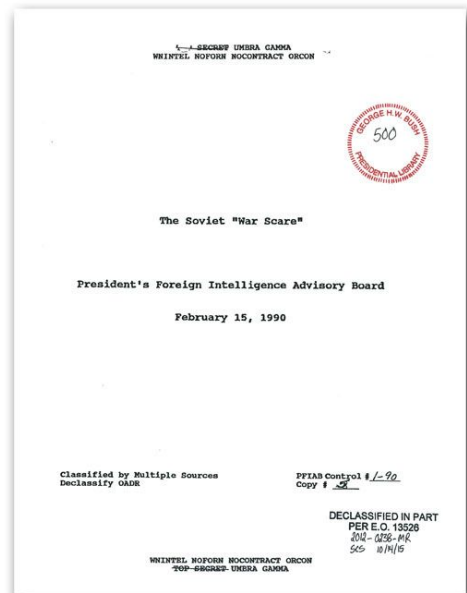 SECRET UMBRA GAMMA
WNINTEL NOFORN NOCONTRACT ORCON
GEORGE H.W. BUSH
500
PRESIDENTIAL LIBRARY
The Soviet "War Scare"
President's Foreign Intelligence Advisory Board
February 15, 1990
Classified by Multiple Sources
Declassify OADR
PFIAB Control # 1-90
Copy #
DECLASSIFIED IN PART
PER E.O. 13526
2012-0238-MR
SCS 10/14/15
WNINTEL NOFORN NOCONTRACT ORCON
TOP SECRET UMBRA GAMMA